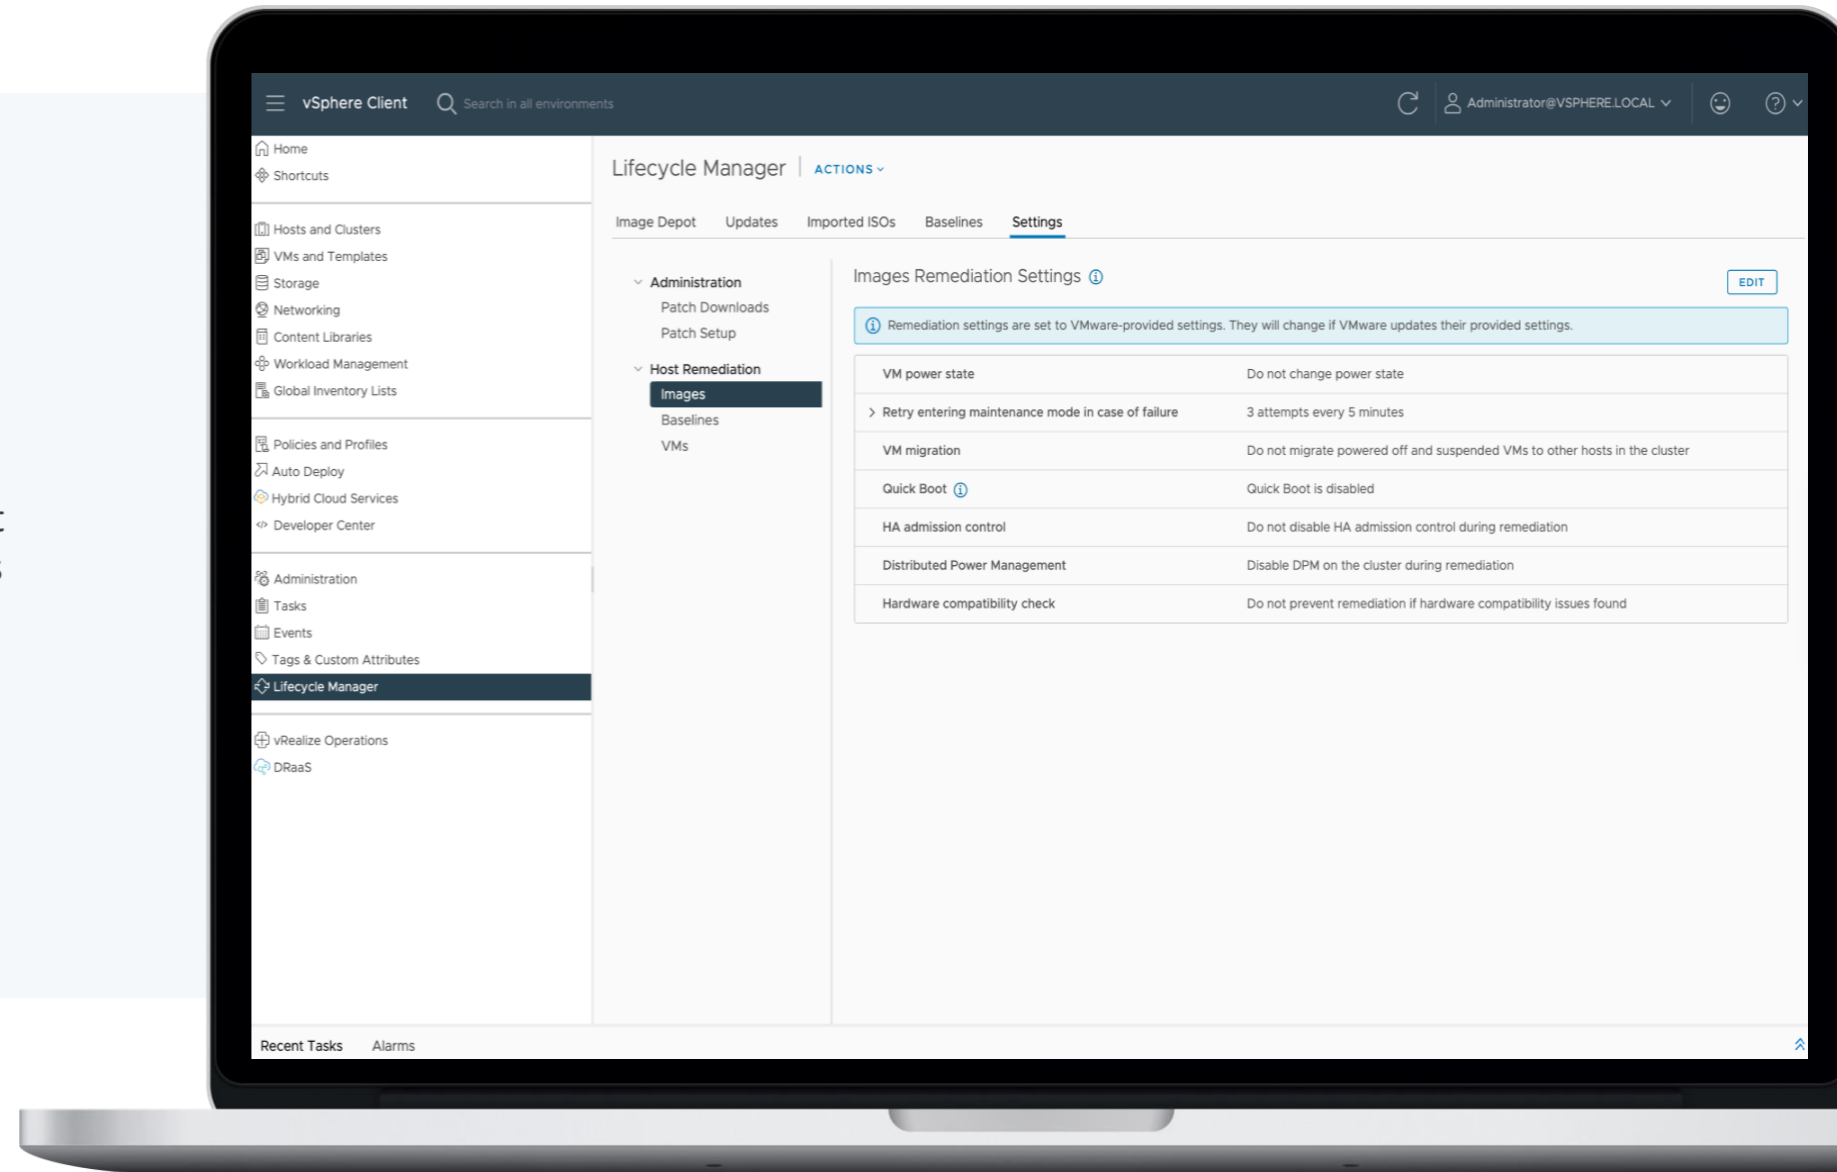 vSphere Client
Search in all environments
Administrator@VSPHERE.LOCAL
Home
Shortcuts
Hosts and Clusters
VMs and Templates
Storage
Networking
Content Libraries
Workload Management
Global Inventory Lists
Policies and Profiles
Auto Deploy
Hybrid Cloud Services
Developer Center
Administration
Tasks
Events
Tags & Custom Attributes
Lifecycle Manager
vRealize Operations
DRaaS
Lifecycle Manager
ACTIONS
Image Depot Updates Imported ISOs Baselines Settings
Administration
Patch Downloads
Patch Setup
Host Remediation
Images
Baselines
VMs
Images Remediation Settings
EDIT
Remediation settings are set to VMware-provided settings. They will change if VMware updates their provided settings.
VM power state Do not change power state
Retry entering maintenance mode in case of failure 3 attempts every 5 minutes
VM migration Do not migrate powered off and suspended VMs to other hosts in the cluster
Quick Boot Quick Boot is disabled
HA admission control Do not disable HA admission control during remediation
Distributed Power Management Disable DPM on the cluster during remediation
Hardware compatibility check Do not prevent remediation if hardware compatibility issues found
Recent Tasks Alarms